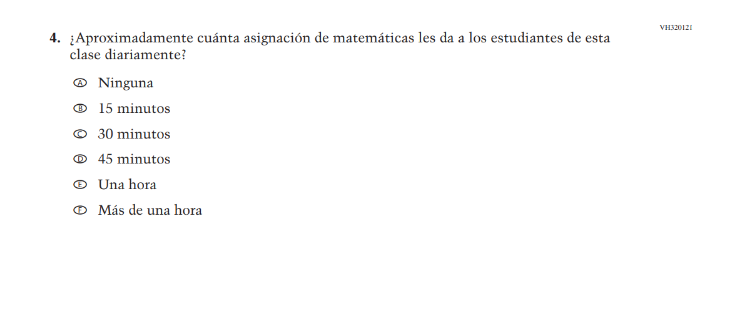 VH320121
4. ¿Aproximadamente cuánta asignación de matemáticas les da a los estudiantes de esta
clase diariamente?
A Ninguna
B 15 minutos
C 30 minutos
D 45 minutos
E Una hora
F Más de una hora